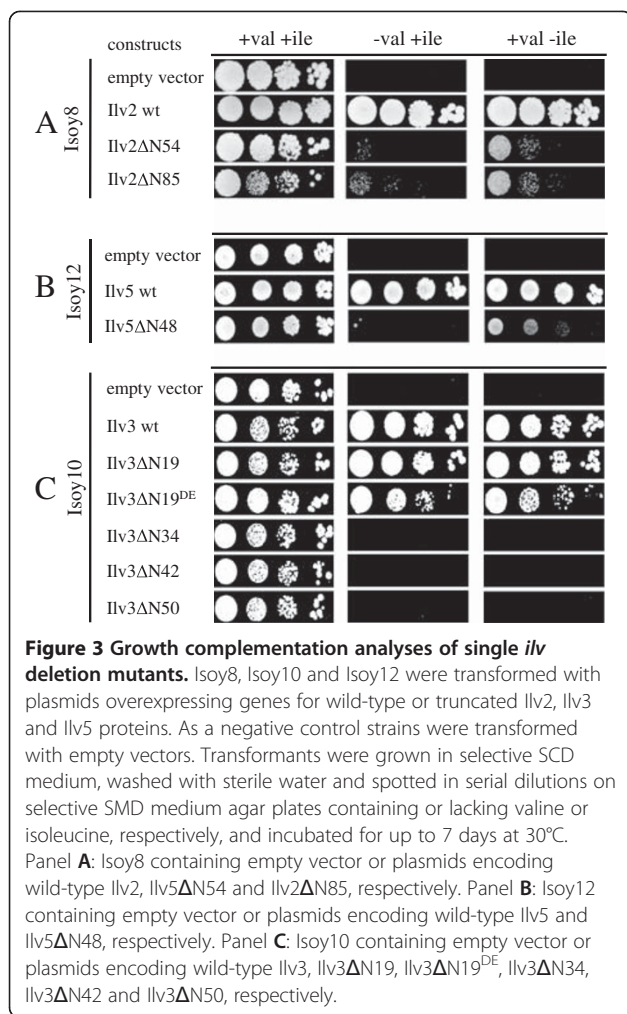 constructs +val +ile -val +ile +val -ile
A
Isoy8
empty vector
Ilv2 wt
Ilv2ΔN54
Ilv2ΔN85
B
Isoy12
empty vector
Ilv5 wt
Ilv5ΔN48
C
Isoy10
empty vector
Ilv3 wt
Ilv3ΔN19
Ilv3ΔN19^DE
Ilv3ΔN34
Ilv3ΔN42
Ilv3ΔN50
Figure 3 Growth complementation analyses of single ilv
deletion mutants. Isoy8, Isoy10 and Isoy12 were transformed with
plasmids overexpressing genes for wild-type or truncated Ilv2, Ilv3
and Ilv5 proteins. As a negative control strains were transformed
with empty vectors. Transformants were grown in selective SCD
medium, washed with sterile water and spotted in serial dilutions on
selective SMD medium agar plates containing or lacking valine or
isoleucine, respectively, and incubated for up to 7 days at 30°C.
Panel A: Isoy8 containing empty vector or plasmids encoding
wild-type Ilv2, Ilv5ΔN54 and Ilv2ΔN85, respectively. Panel B: Isoy12
containing empty vector or plasmids encoding wild-type Ilv5 and
Ilv5ΔN48, respectively. Panel C: Isoy10 containing empty vector or
plasmids encoding wild-type Ilv3, Ilv3ΔN19, Ilv3ΔN19^DE, Ilv3ΔN34,
Ilv3ΔN42 and Ilv3ΔN50, respectively.